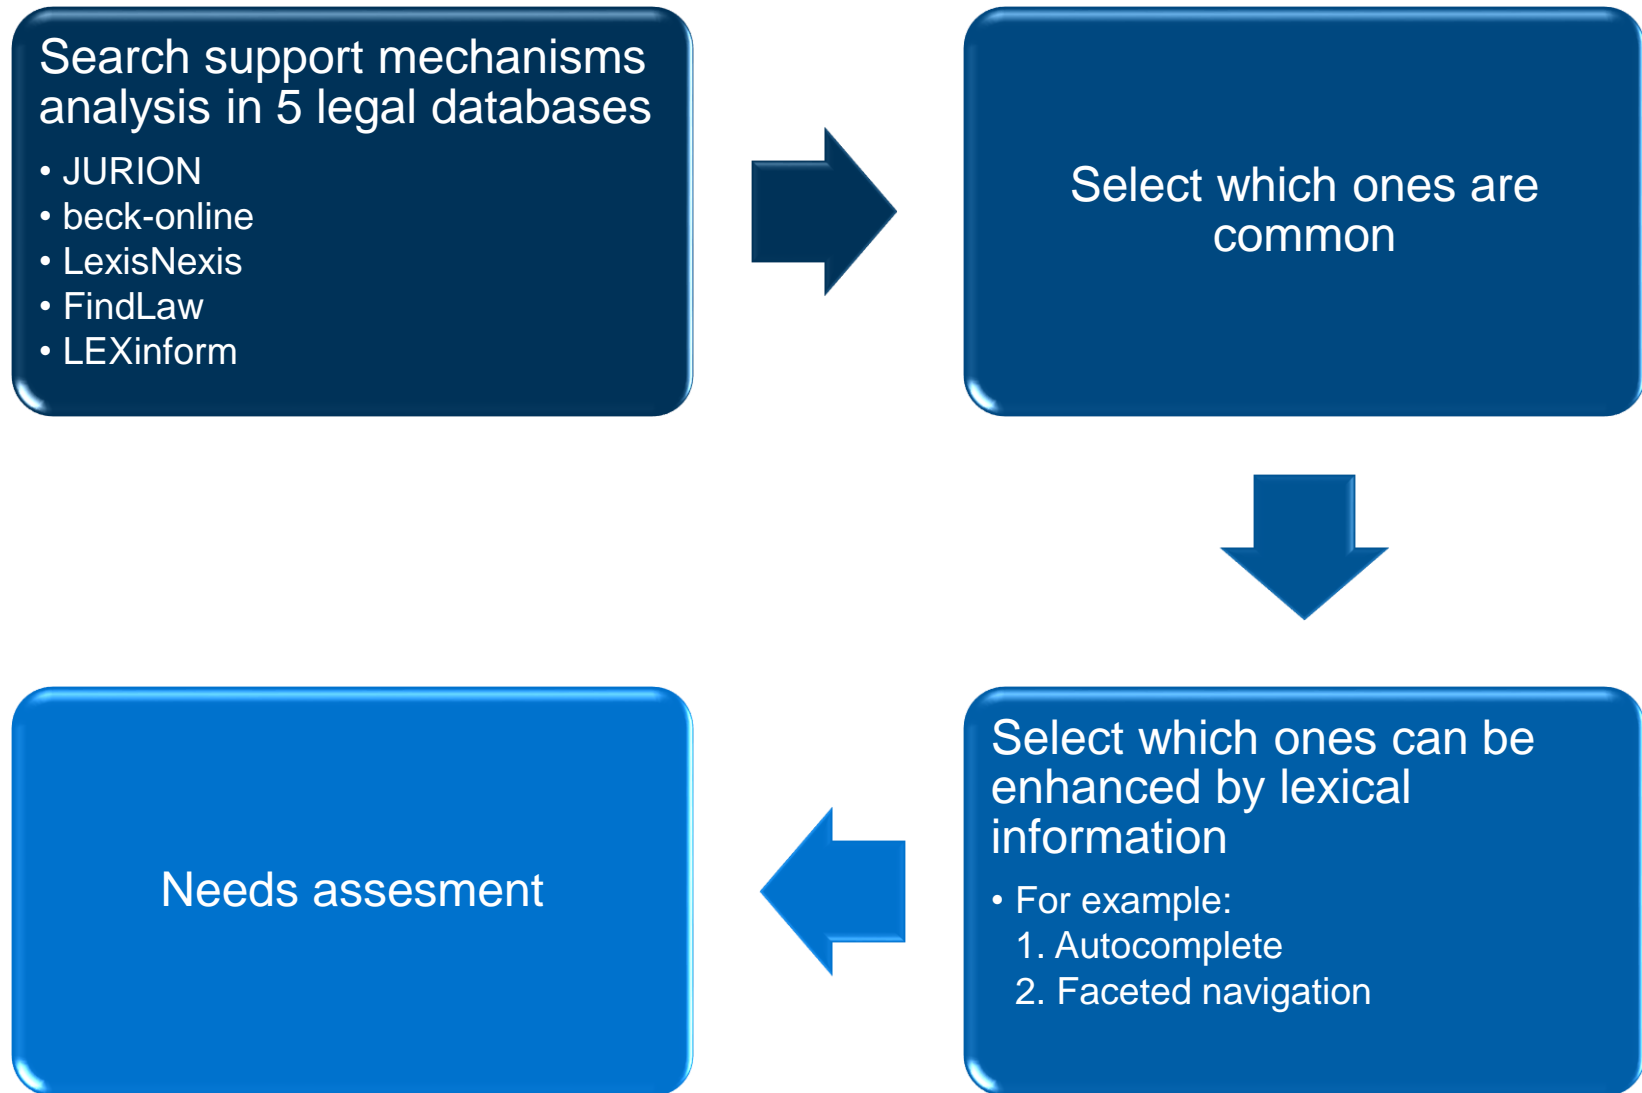 Search support mechanisms
analysis in 5 legal databases
• JURION
• beck-online
• LexisNexis
• FindLaw
• LEXinform
Select which ones are
common
Select which ones can be
enhanced by lexical
information
• For example:
1. Autocomplete
2. Faceted navigation
Needs assesment